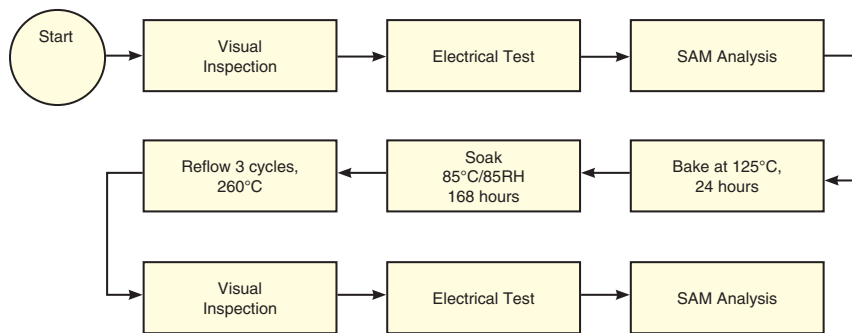 Start
Visual
Inspection
Electrical Test
SAM Analysis
Bake at 125°C,
24 hours
Soak
85°C/85RH
168 hours
Reflow 3 cycles,
260°C
Visual
Inspection
Electrical Test
SAM Analysis